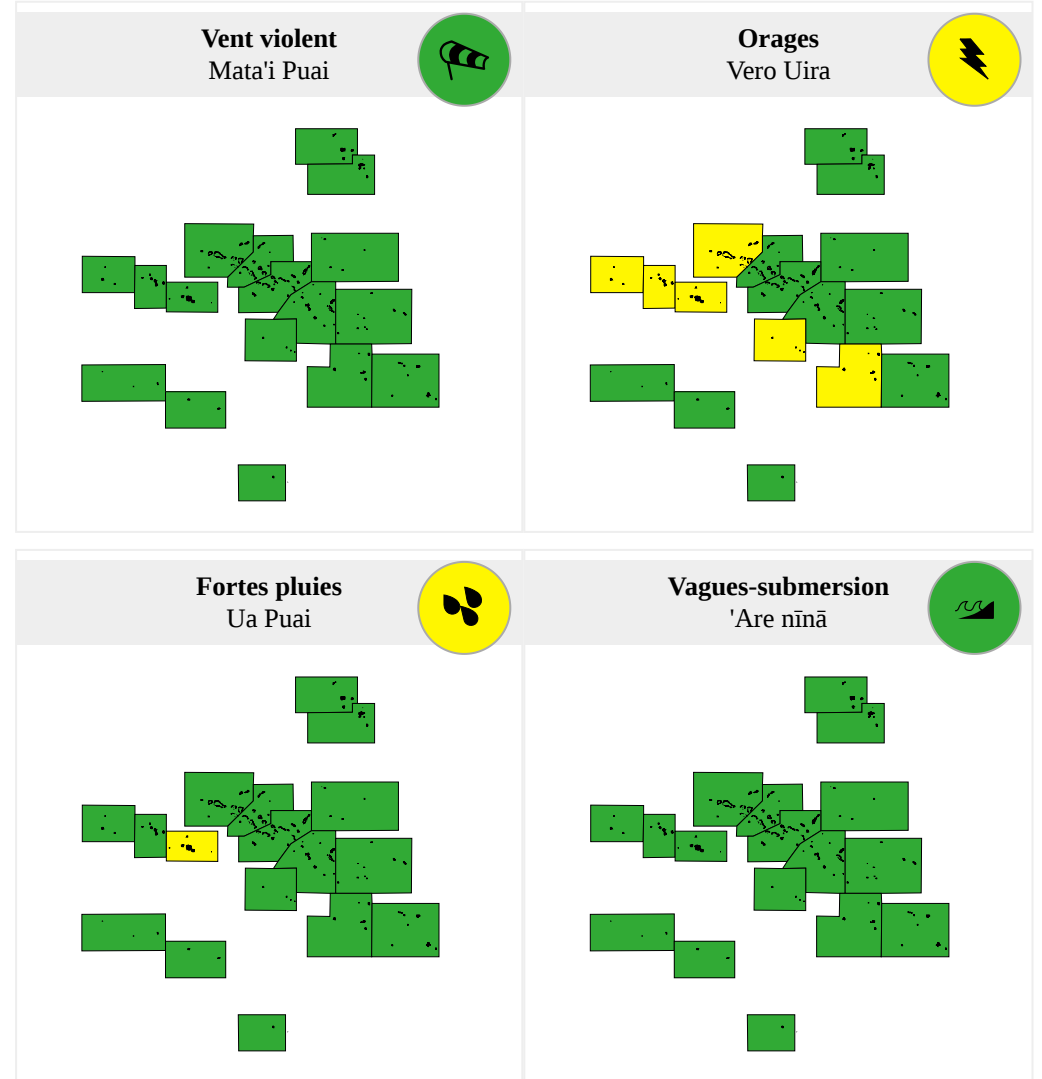 Vent violent
Mata'i Puai
Orages
Vero Uira
Fortes pluies
Ua Puai
Vagues-submersion
'Are nīnā